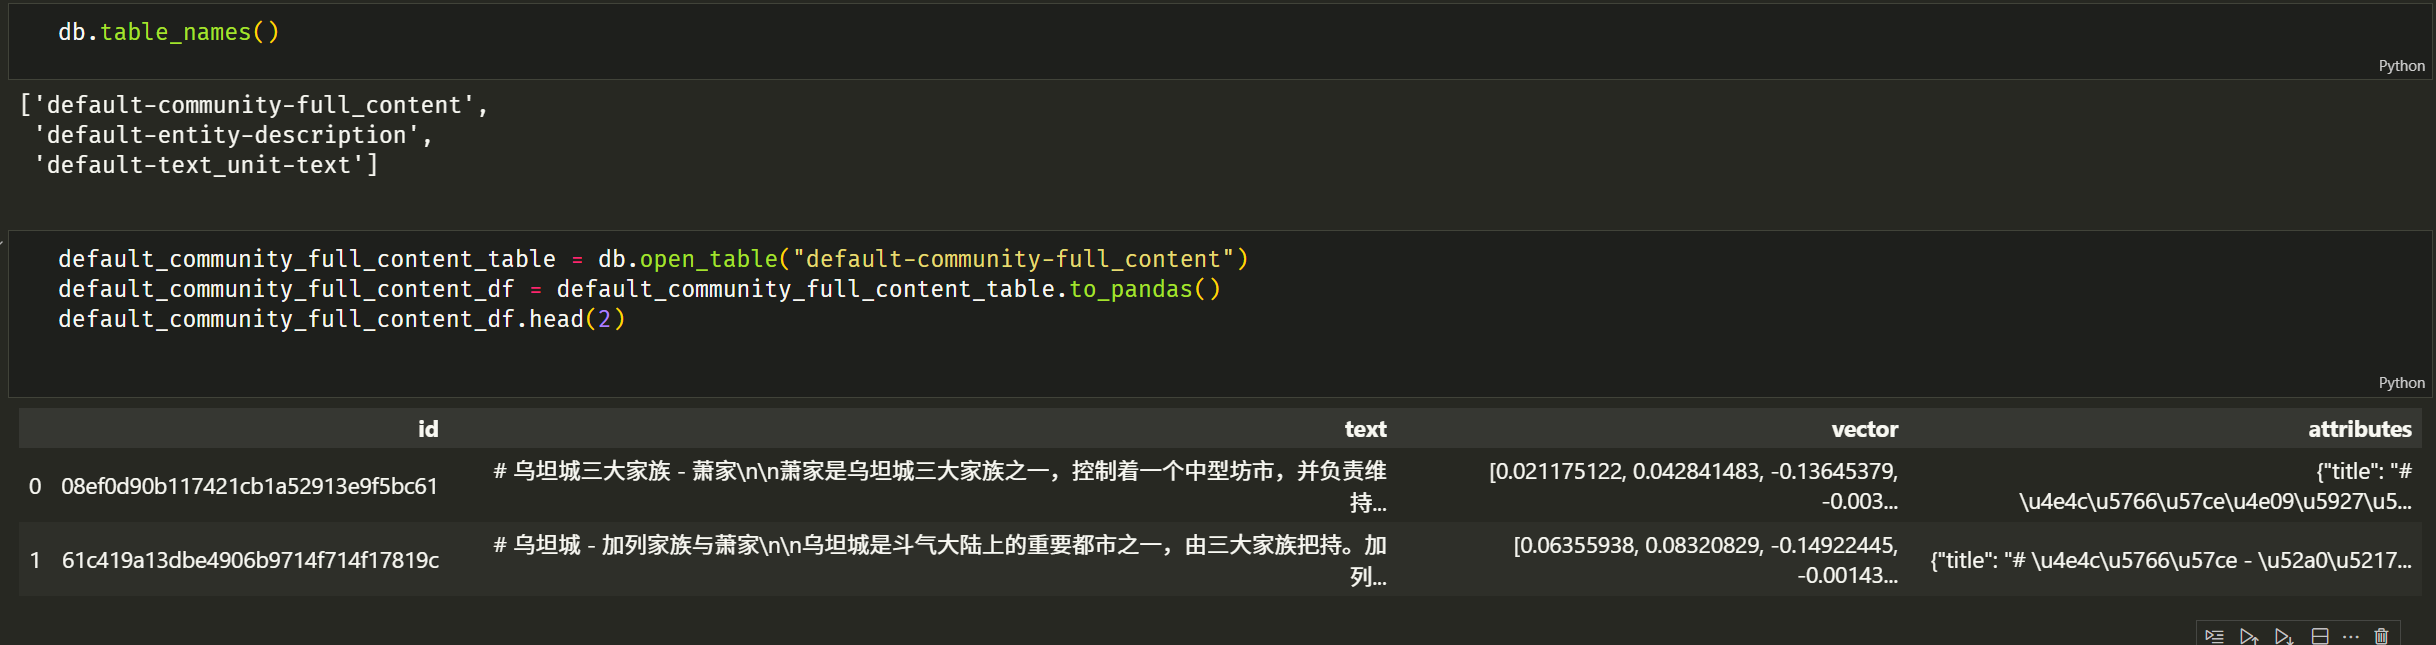 db.table_names()
Python
['default-community-full_content',
'default-entity-description',
'default-text_unit-text']
default_community_full_content_table = db.open_table("default-community-full_content")
default_community_full_content_df = default_community_full_content_table.to_pandas()
default_community_full_content_df.head(2)
Python
id text vector attributes
0 08ef0d90b117421cb1a52913e9f5bc61 # 乌坦城三大家族 - 萧家\n\n萧家是乌坦城三大家族之一，控制着一个中型坊市，并负责维 [0.021175122, 0.042841483, -0.13645379, {"title": "#
持... -0.003... \u4e4c\u5766\u57ce\u4e09\u5927\u5...
1 61c419a13dbe4906b9714f714f17819c # 乌坦城 - 加列家族与萧家\n\n乌坦城是斗气大陆上的重要都市之一，由三大家族把持。加 [0.06355938, 0.08320829, -0.14922445, {"title": "# \u4e4c\u5766\u57ce - \u52a0\u5217...
列... -0.00143...